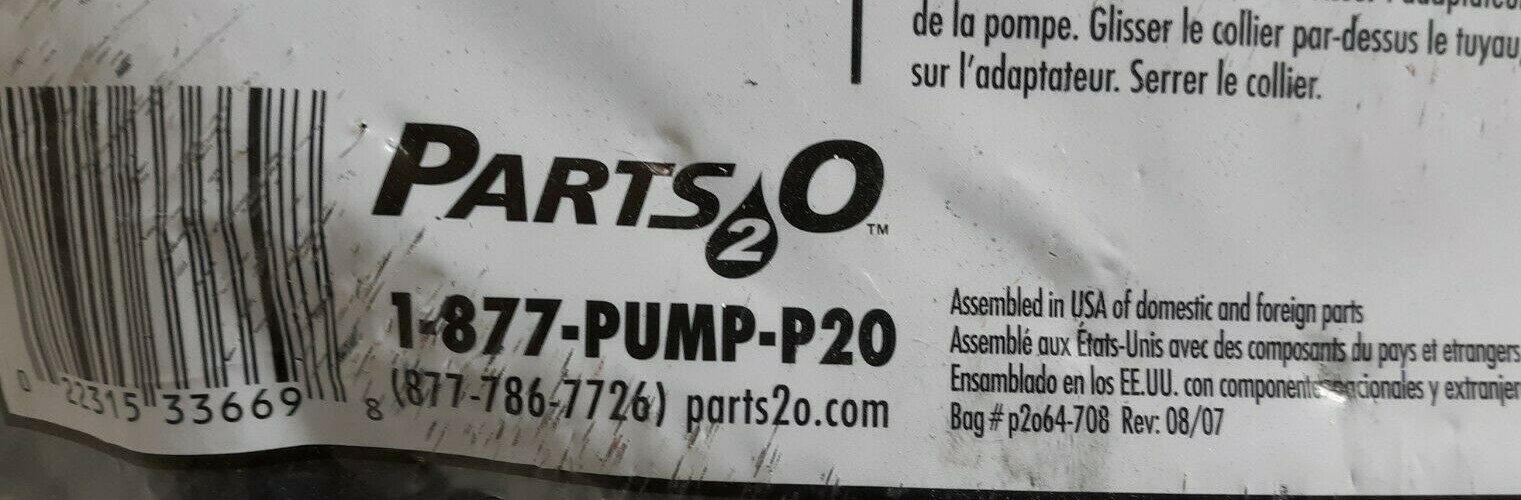 de la pompe. Glisser le collier par-dessus le tuyau,
sur l'adaptateur. Serrer le collier.
PARTS2O™
1-877-PUMP-P20
(877-786-7726) parts2o.com
0 22315 33669 8
Assembled in USA of domestic and foreign parts
Assemblé aux États-Unis avec des composants du pays et etrangers
Ensamblado en los EE.UU. con
Bag # p2o64-708 Rev: 08/07